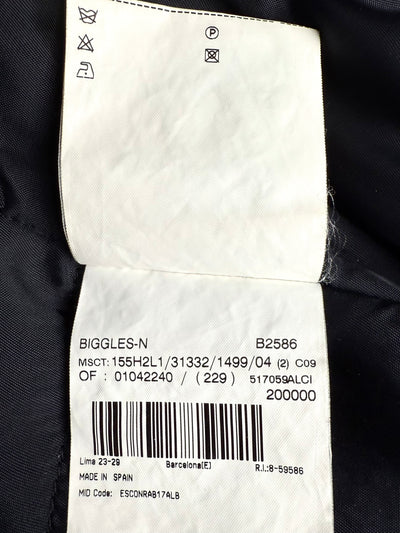 P
BIGGLES-N B2586
MSCT: 155H2L1/31332/1499/04 (2) C09
OF : 01042240 / (229) 517059ALCI
200000
Lima 23-29 Barcelona(E) R.I.:8-59586
MADE IN SPAIN
MID Code: ESCONRAB17ALB